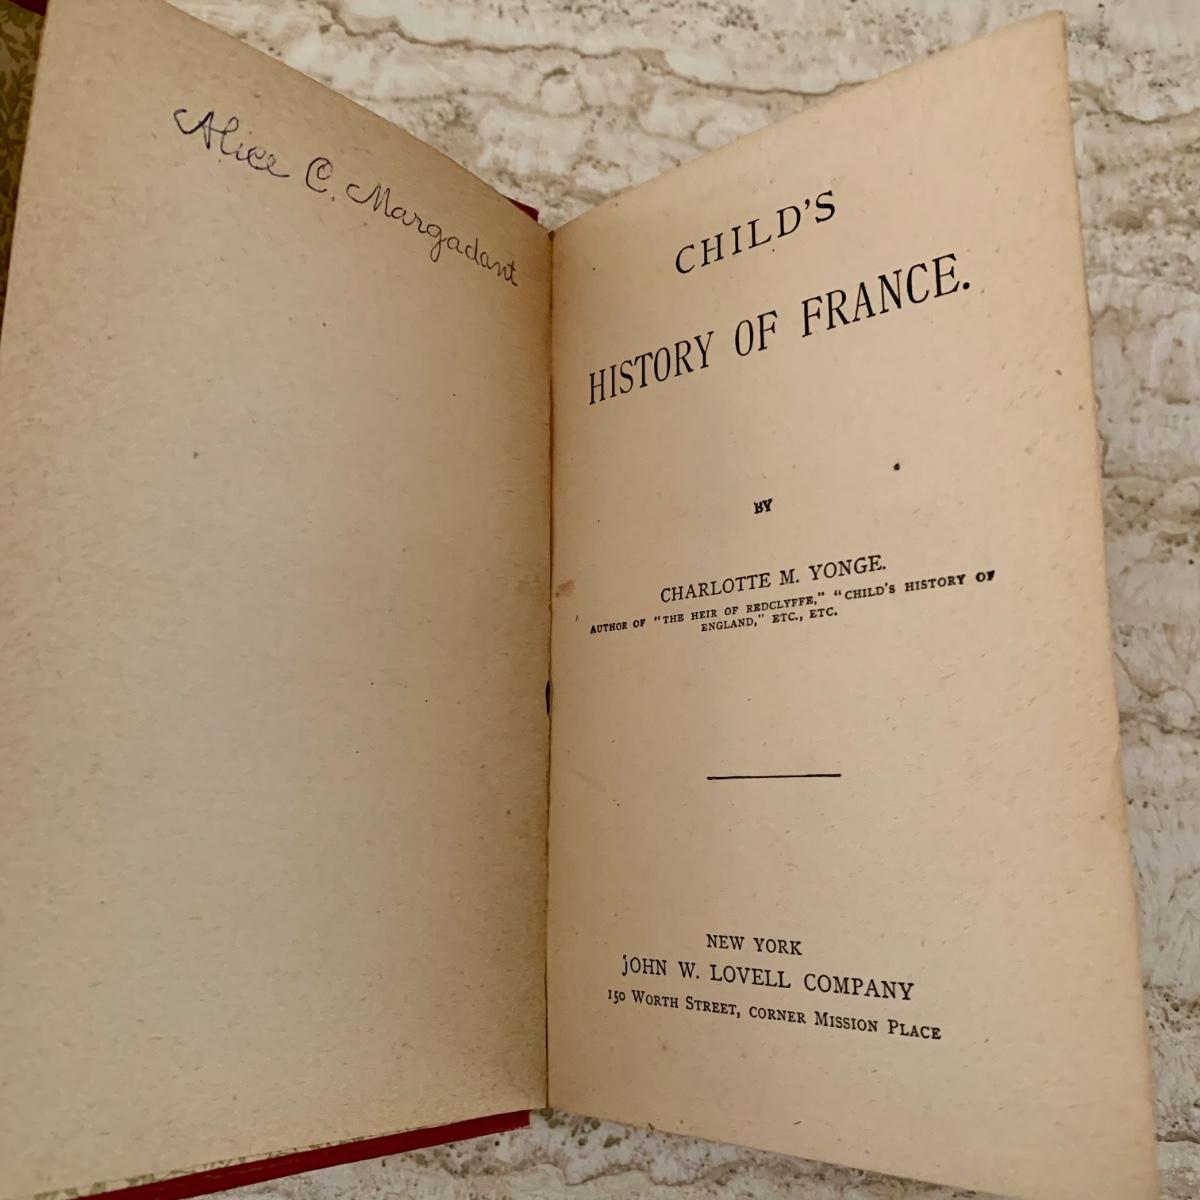 Alice C. Margadant
CHILD'S
HISTORY OF FRANCE.
BY
CHARLOTTE M. YONGE.
AUTHOR OF "THE HEIR OF REDCLYFFE," "CHILD'S HISTORY OF
ENGLAND," ETC., ETC.
NEW YORK
JOHN W. LOVELL COMPANY
150 WORTH STREET, CORNER MISSION PLACE